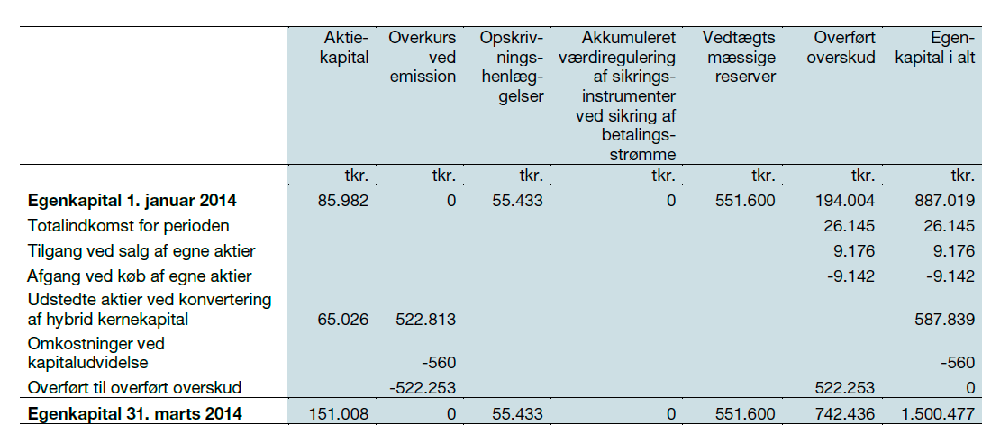 Aktie- Overkurs Opskriv- Akkumuleret Vedtægts Overført Egen-
kapital ved nings- værdiregulering mæssige overskud kapital i alt
emission henlæg- af sikrings- reserver
gelser instrumenter
ved sikring af
betalings-
strømme
tkr. tkr. tkr. tkr. tkr. tkr. tkr.
Egenkapital 1. januar 2014 85.982 0 55.433 0 551.600 194.004 887.019
Totalindkomst for perioden 26.145 26.145
Tilgang ved salg af egne aktier 9.176 9.176
Afgang ved køb af egne aktier -9.142 -9.142
Udstedte aktier ved konvertering
af hybrid kernekapital 65.026 522.813 587.839
Omkostninger ved
kapitaludvidelse -560 -560
Overført til overført overskud -522.253 522.253 0
Egenkapital 31. marts 2014 151.008 0 55.433 0 551.600 742.436 1.500.477